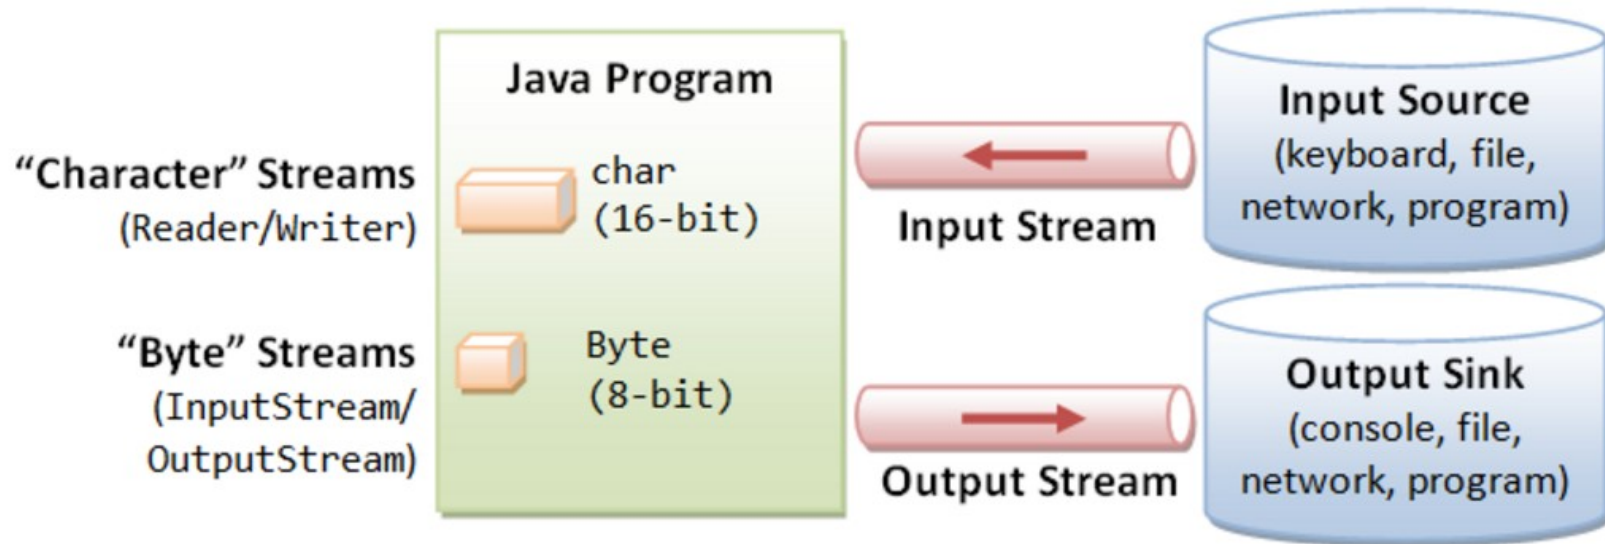 “Character” Streams
(Reader/Writer)
“Byte” Streams
(InputStream/
OutputStream)
Java Program
char
(16-bit)
Byte
(8-bit)
Input Stream
Output Stream
Input Source
(keyboard, file,
network, program)
Output Sink
(console, file,
network, program)